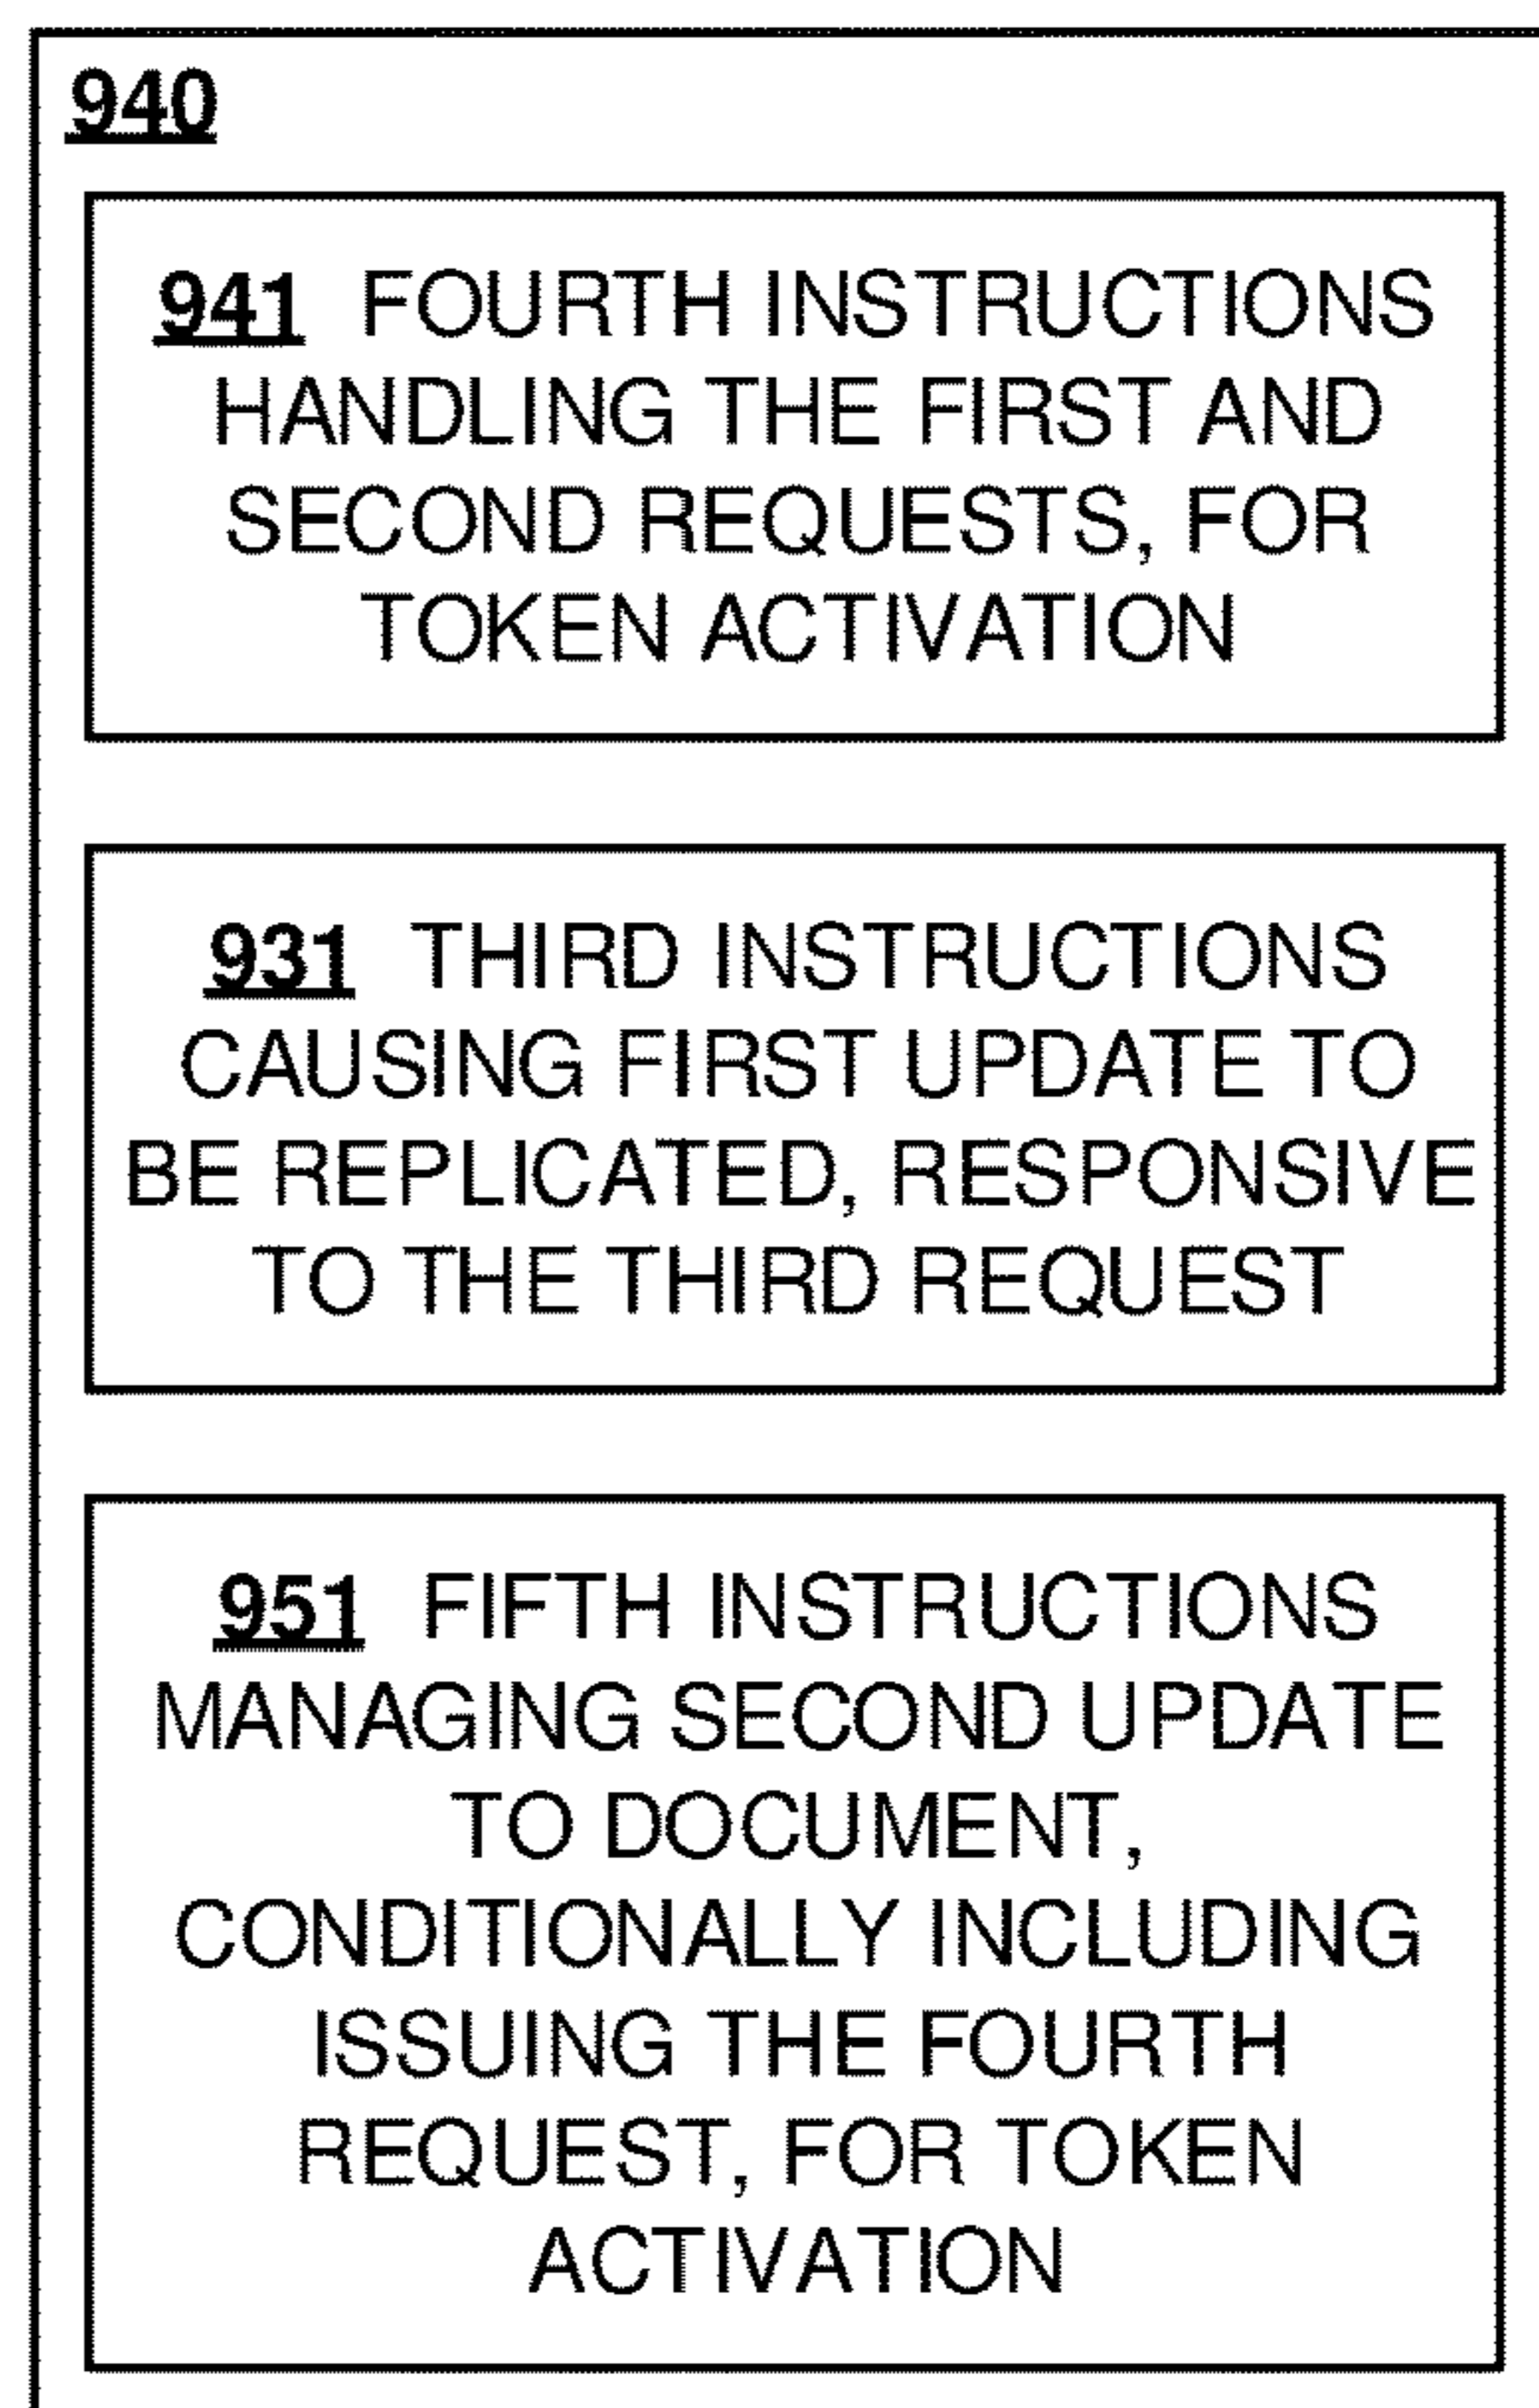 940
941 FOURTH INSTRUCTIONS
HANDLING THE FIRST AND
SECOND REQUESTS, FOR
TOKEN ACTIVATION
931 THIRD INSTRUCTIONS
CAUSING FIRST UPDATE TO
BE REPLICATED, RESPONSIVE
TO THE THIRD REQUEST
951 FIFTH INSTRUCTIONS
MANAGING SECOND UPDATE
TO DOCUMENT,
CONDITIONALLY INCLUDING
ISSUING THE FOURTH
REQUEST, FOR TOKEN
ACTIVATION